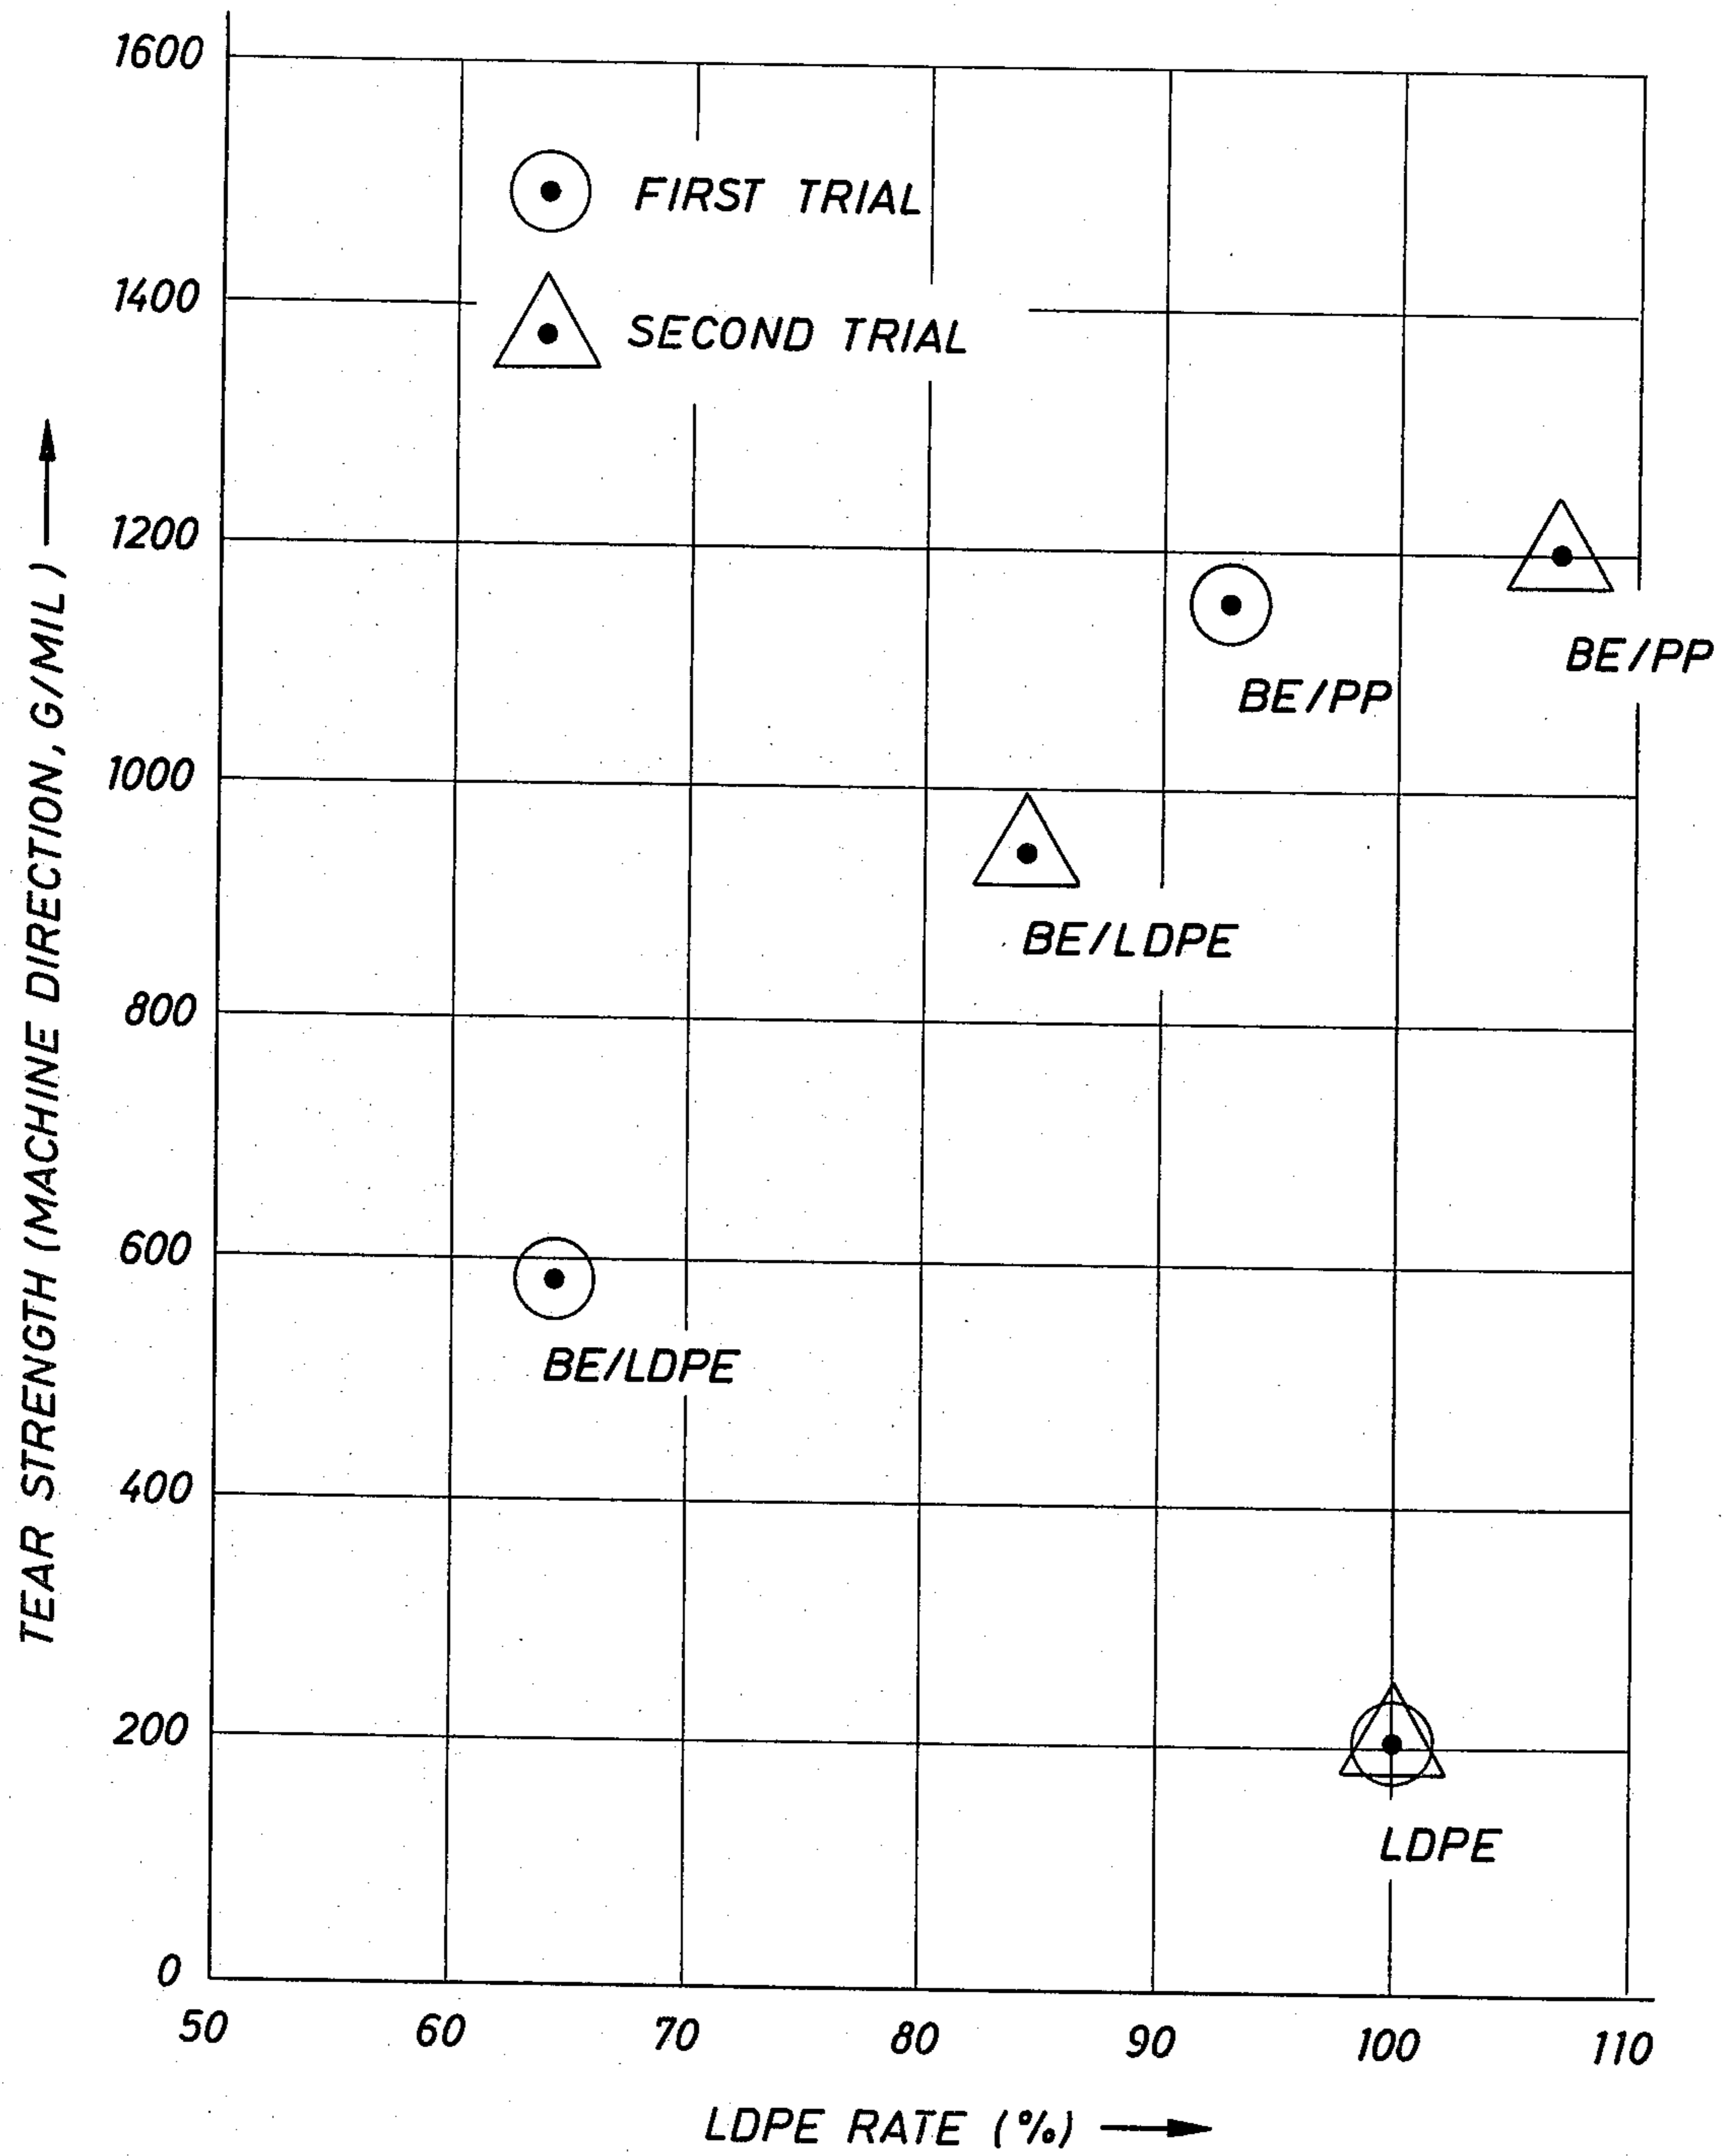 1600
FIRST TRIAL
1400
SECOND TRIAL
1200
BE/PP
BE/PP
1000
BE/LDPE
800
600
BE/LDPE
400
200
LDPE
0
50 60 70 80 90 100 110
LDPE RATE (%)
TEAR STRENGTH (MACHINE DIRECTION, G/MIL)